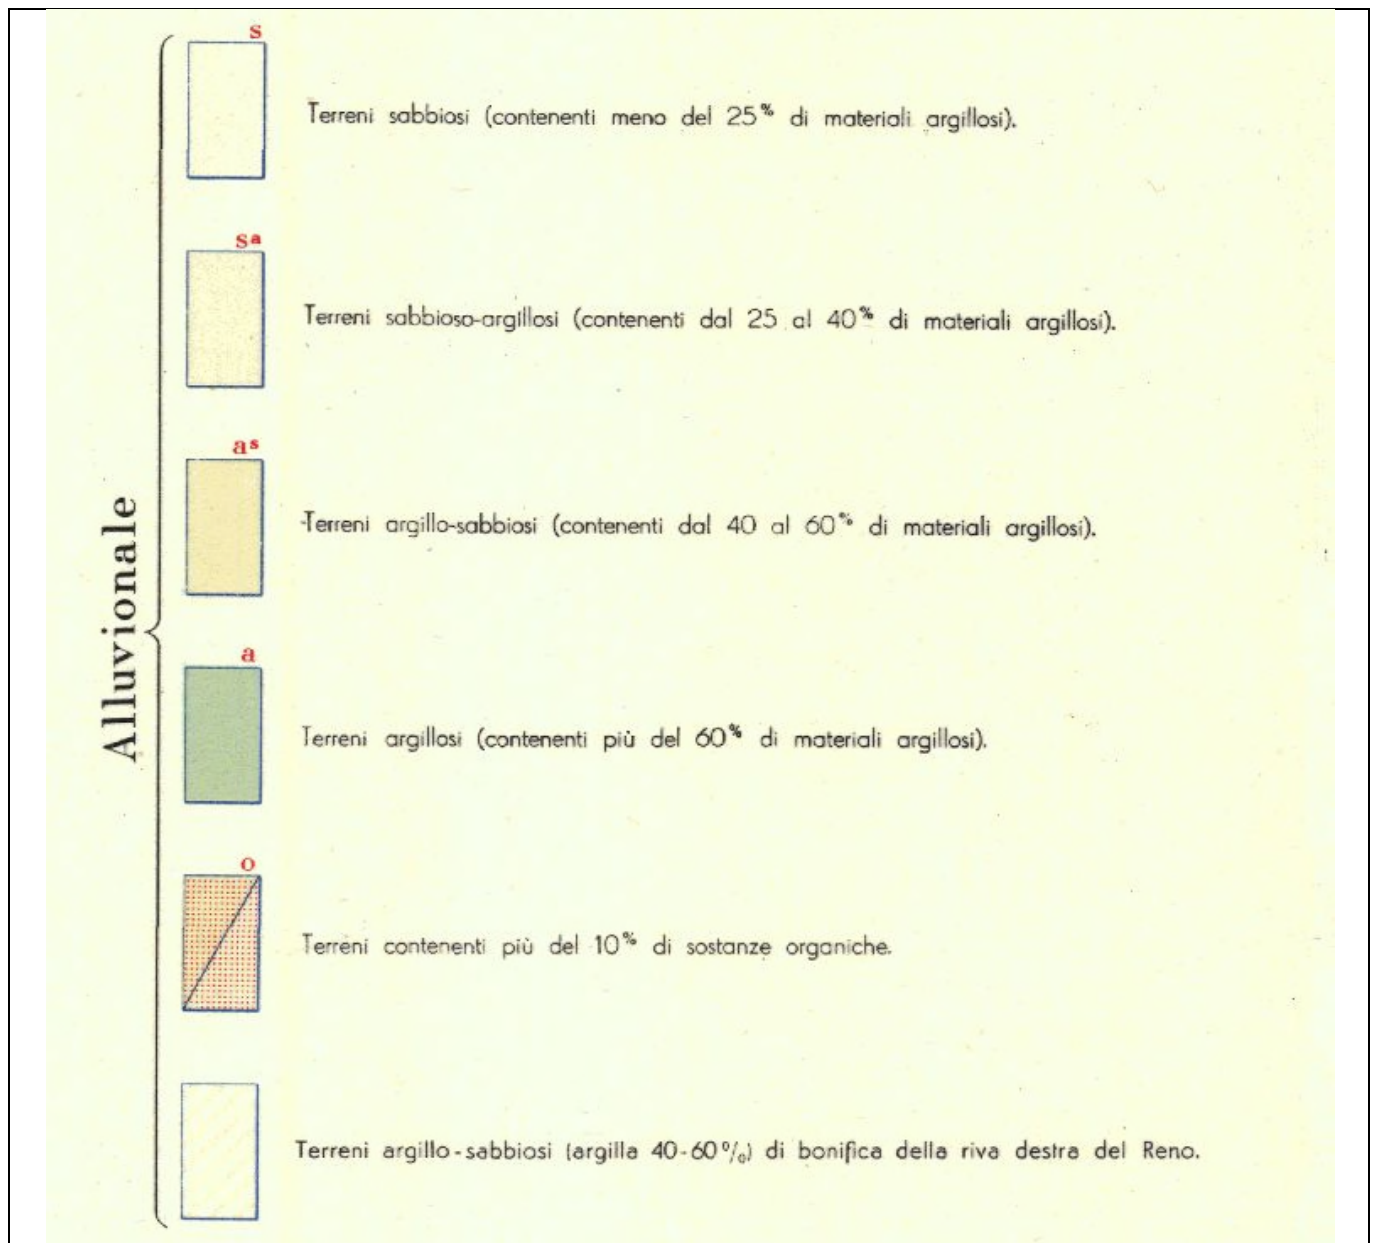 s
Terreni sabbiosi (contenenti meno del 25% di materiali argillosi).
sa
Terreni sabbioso-argillosi (contenenti dal 25 al 40% di materiali argillosi).
as
Terreni argillo-sabbiosi (contenenti dal 40 al 60% di materiali argillosi).
Alluvionale
a
Terreni argillosi (contenenti più del 60% di materiali argillosi).
o
Terreni contenenti più del 10% di sostanze organiche.
Terreni argillo-sabbiosi (argilla 40-60%) di bonifica della riva destra del Reno.